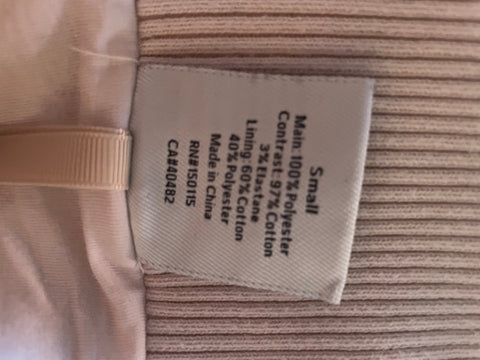 Small
Main: 100% Polyester
Contrast: 97% Cotton
3% Elastane
Lining: 60% Cotton
40% Polyester
Made in China
RN#150115
CA#40482